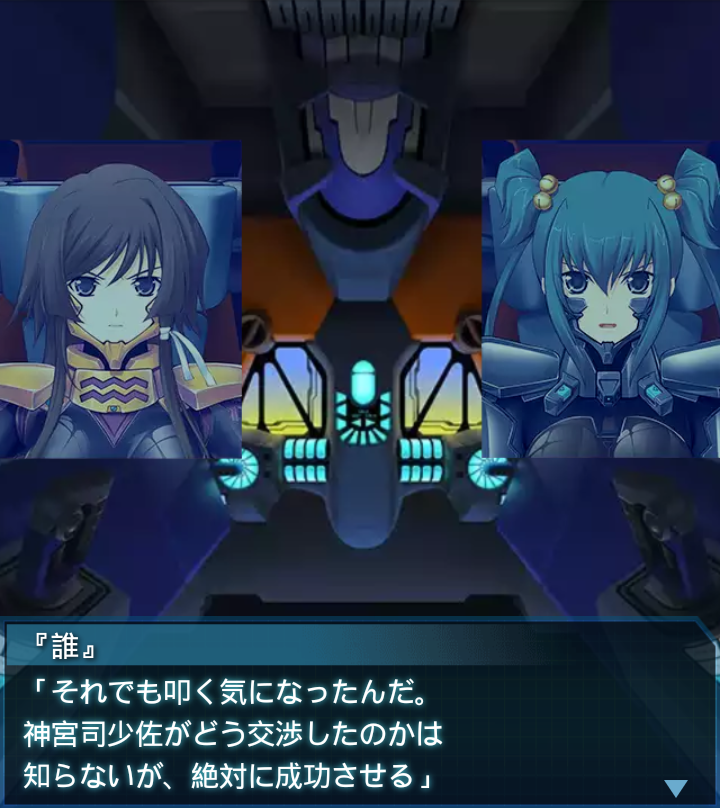 『誰』
「それでも叩く気になったんだ。
神宮司少佐がどう交渉したのかは
知らないが、絶対に成功させる」